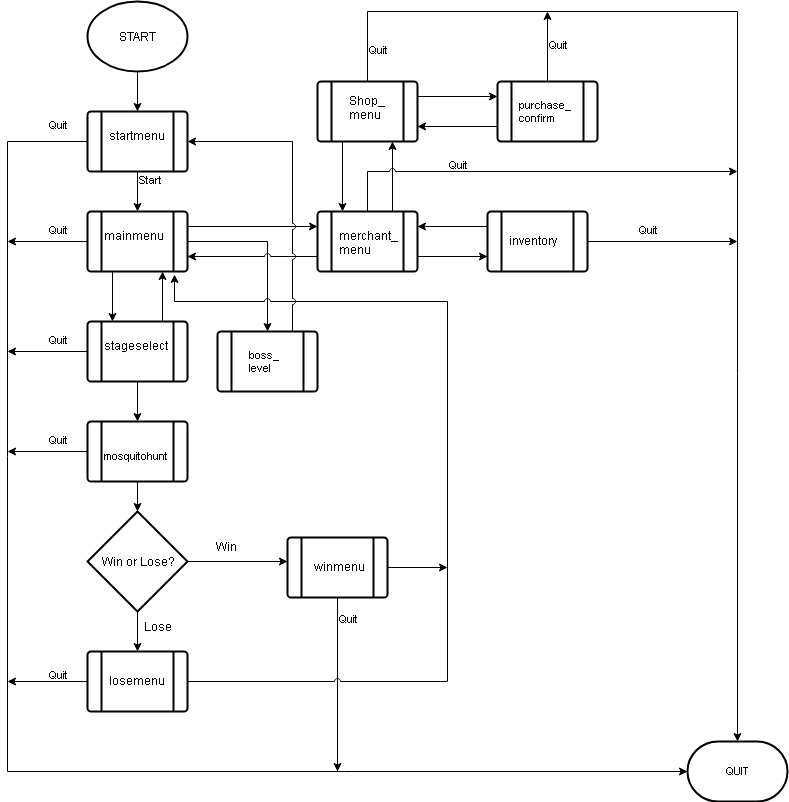 START
Quit
Quit
Shop_
menu
purchase_
confirm
Quit
startmenu
Start
Quit
Quit
mainmenu
merchant_
menu
inventory
Quit
Quit
stageselect
boss_
level
Quit
mosquitohunt
Win or Lose?
Win
winmenu
Lose
Quit
Quit
losemenu
QUIT